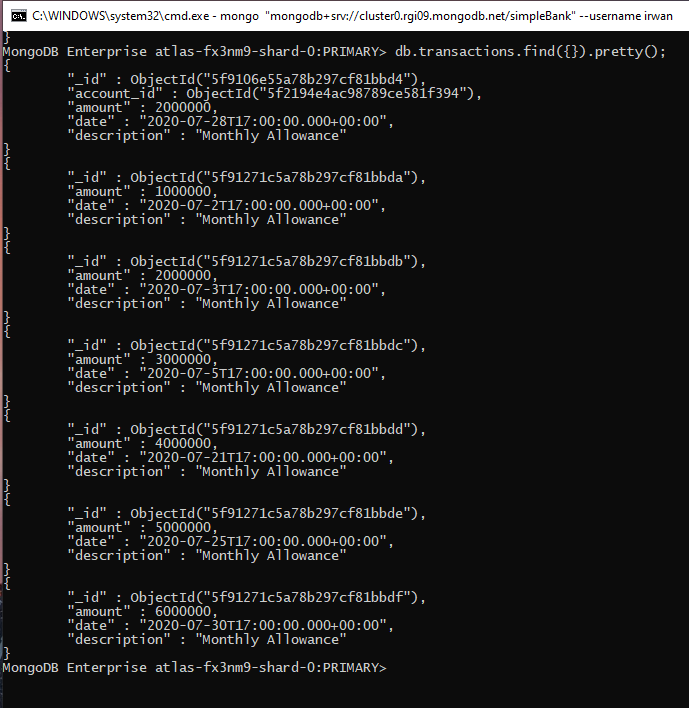 C:\WINDOWS\system32\cmd.exe - mongo  "mongodb+srv://cluster0.rgi09.mongodb.net/simpleBank" --username irwan
}
MongoDB Enterprise atlas-fx3nm9-shard-0:PRIMARY> db.transactions.find({}).pretty();
{
        "_id" : ObjectId("5f9106e55a78b297cf81bbd4"),
        "account_id" : ObjectId("5f2194e4ac98789ce581f394"),
        "amount" : 2000000,
        "date" : "2020-07-28T17:00:00.000+00:00",
        "description" : "Monthly Allowance"
}
{
        "_id" : ObjectId("5f91271c5a78b297cf81bbda"),
        "amount" : 1000000,
        "date" : "2020-07-2T17:00:00.000+00:00",
        "description" : "Monthly Allowance"
}
{
        "_id" : ObjectId("5f91271c5a78b297cf81bbdb"),
        "amount" : 2000000,
        "date" : "2020-07-3T17:00:00.000+00:00",
        "description" : "Monthly Allowance"
}
{
        "_id" : ObjectId("5f91271c5a78b297cf81bbdc"),
        "amount" : 3000000,
        "date" : "2020-07-5T17:00:00.000+00:00",
        "description" : "Monthly Allowance"
}
{
        "_id" : ObjectId("5f91271c5a78b297cf81bbdd"),
        "amount" : 4000000,
        "date" : "2020-07-21T17:00:00.000+00:00",
        "description" : "Monthly Allowance"
}
{
        "_id" : ObjectId("5f91271c5a78b297cf81bbde"),
        "amount" : 5000000,
        "date" : "2020-07-25T17:00:00.000+00:00",
        "description" : "Monthly Allowance"
}
{
        "_id" : ObjectId("5f91271c5a78b297cf81bbdf"),
        "amount" : 6000000,
        "date" : "2020-07-30T17:00:00.000+00:00",
        "description" : "Monthly Allowance"
}
MongoDB Enterprise atlas-fx3nm9-shard-0:PRIMARY>